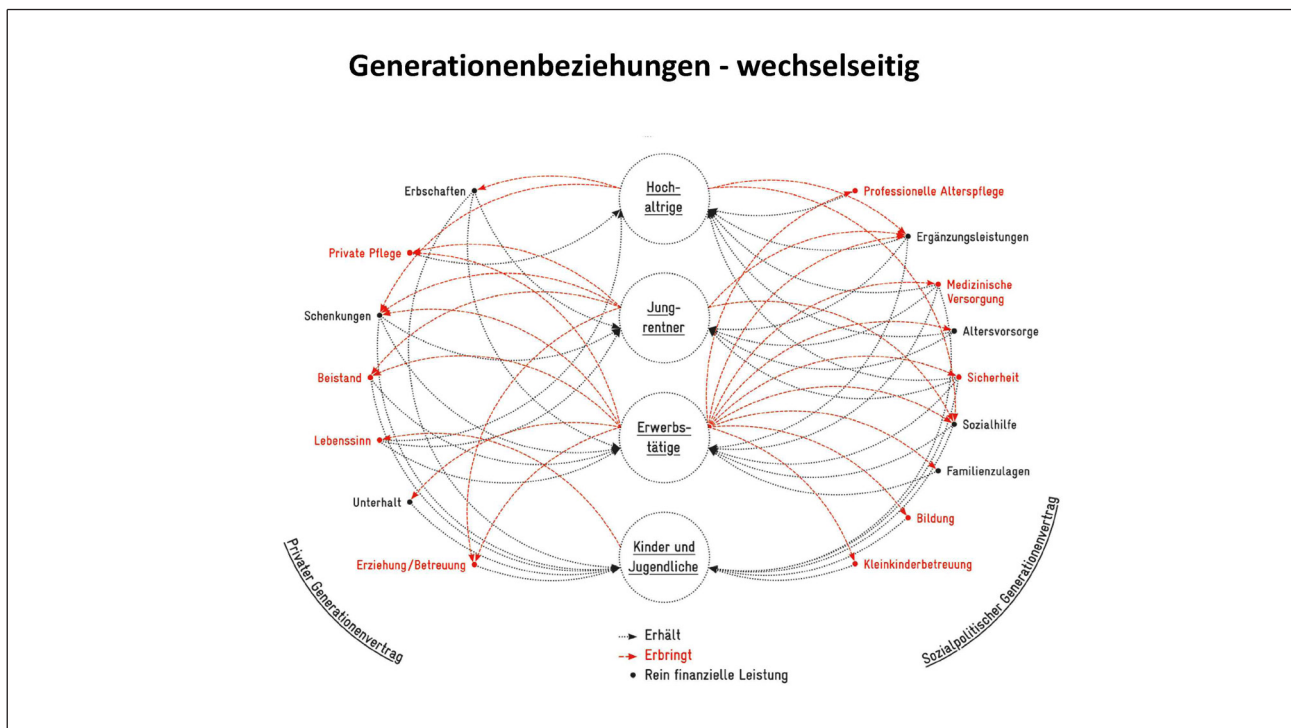 Generationenbeziehungen - wechselseitig
Erbschaften
Private Pflege
Schenkungen
Beistand
Lebenssinn
Unterhalt
Erziehung/Betreuung
Privater Generationenvertrag
Hoch-
altrige
Jung-
rentner
Erwerbs-
tätige
Kinder und
Jugendliche
Professionelle Alterspflege
Ergänzungsleistungen
Medizinische
Versorgung
Altersvorsorge
Sicherheit
Sozialhilfe
Familienzulagen
Bildung
Kleinkinderbetreuung
Sozialpolitischer Generationenvertrag
Erhält
Erbringt
Rein finanzielle Leistung